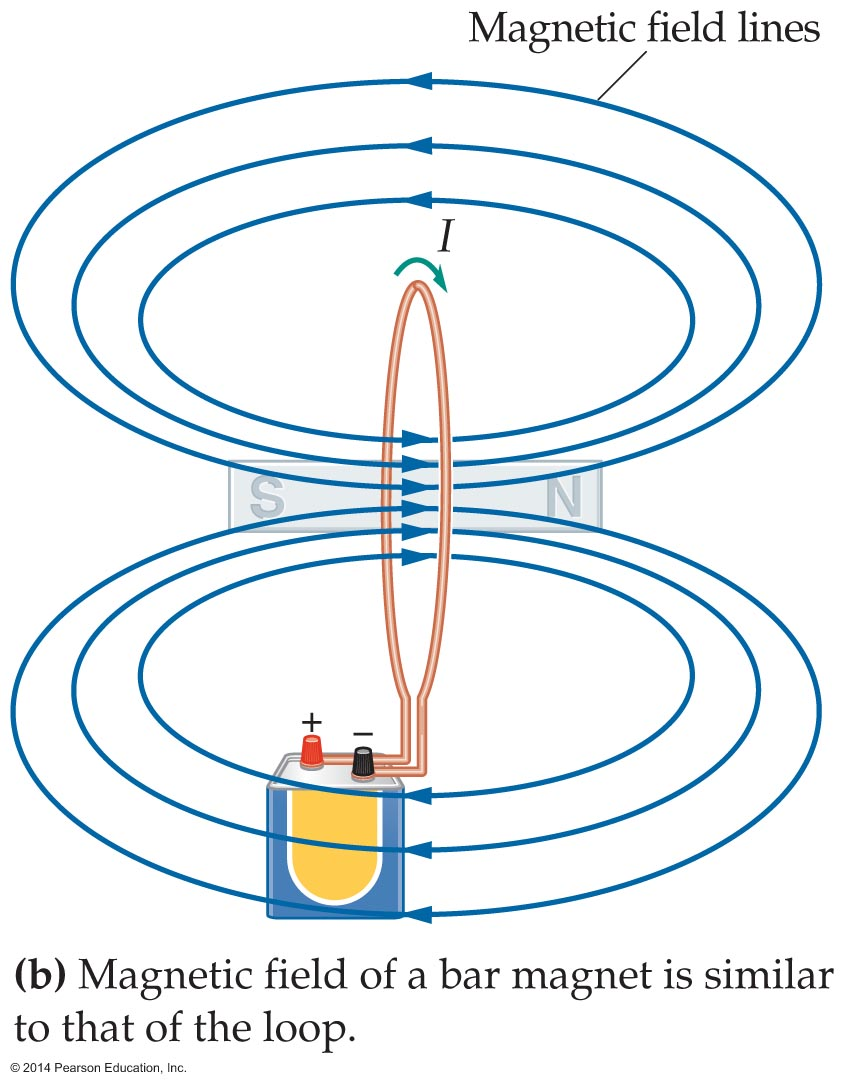 Magnetic field lines
I
S
N
+
−
(b) Magnetic field of a bar magnet is similar
to that of the loop.
© 2014 Pearson Education, Inc.